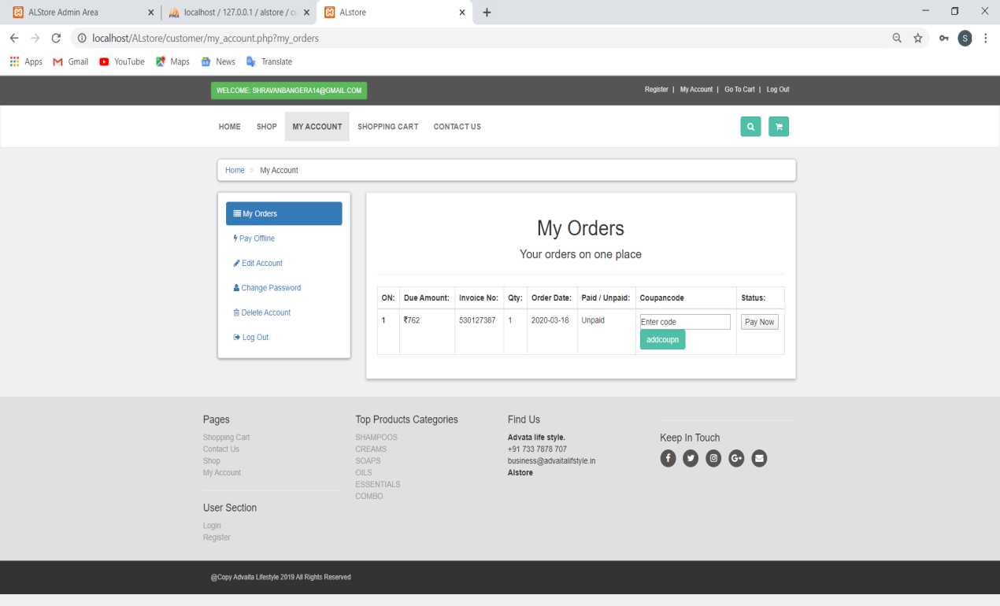 ALStore Admin Area
localhost / 127.0.0.1 / alstore / cu
ALstore
localhost/ALstore/customer/my_account.php?my_orders
S
Apps Gmail YouTube Maps News Translate
WELCOME: SHRAVANBANGERA14@GMAIL.COM
Register | My Account | Go To Cart | Log Out
HOME SHOP MY ACCOUNT SHOPPING CART CONTACT US
Home > My Account
My Orders
Pay Offline
Edit Account
Change Password
Delete Account
Log Out
My Orders
Your orders on one place
ON: Due Amount: Invoice No: Qty: Order Date: Paid / Unpaid: Coupancode Status:
1 ₹762 530127387 1 2020-03-18 Unpaid Enter code Pay Now
addcoupn
Pages
Shopping Cart
Contact Us
Shop
My Account
User Section
Login
Register
Top Products Categories
SHAMPOOS
CREAMS
SOAPS
OILS
ESSENTIALS
COMBO
Find Us
Advata life style.
+91 733 7878 707
business@advaitalifstyle.in
Alstore
Keep In Touch
@Copy Advaita Lifestyle 2019 All Rights Reserved